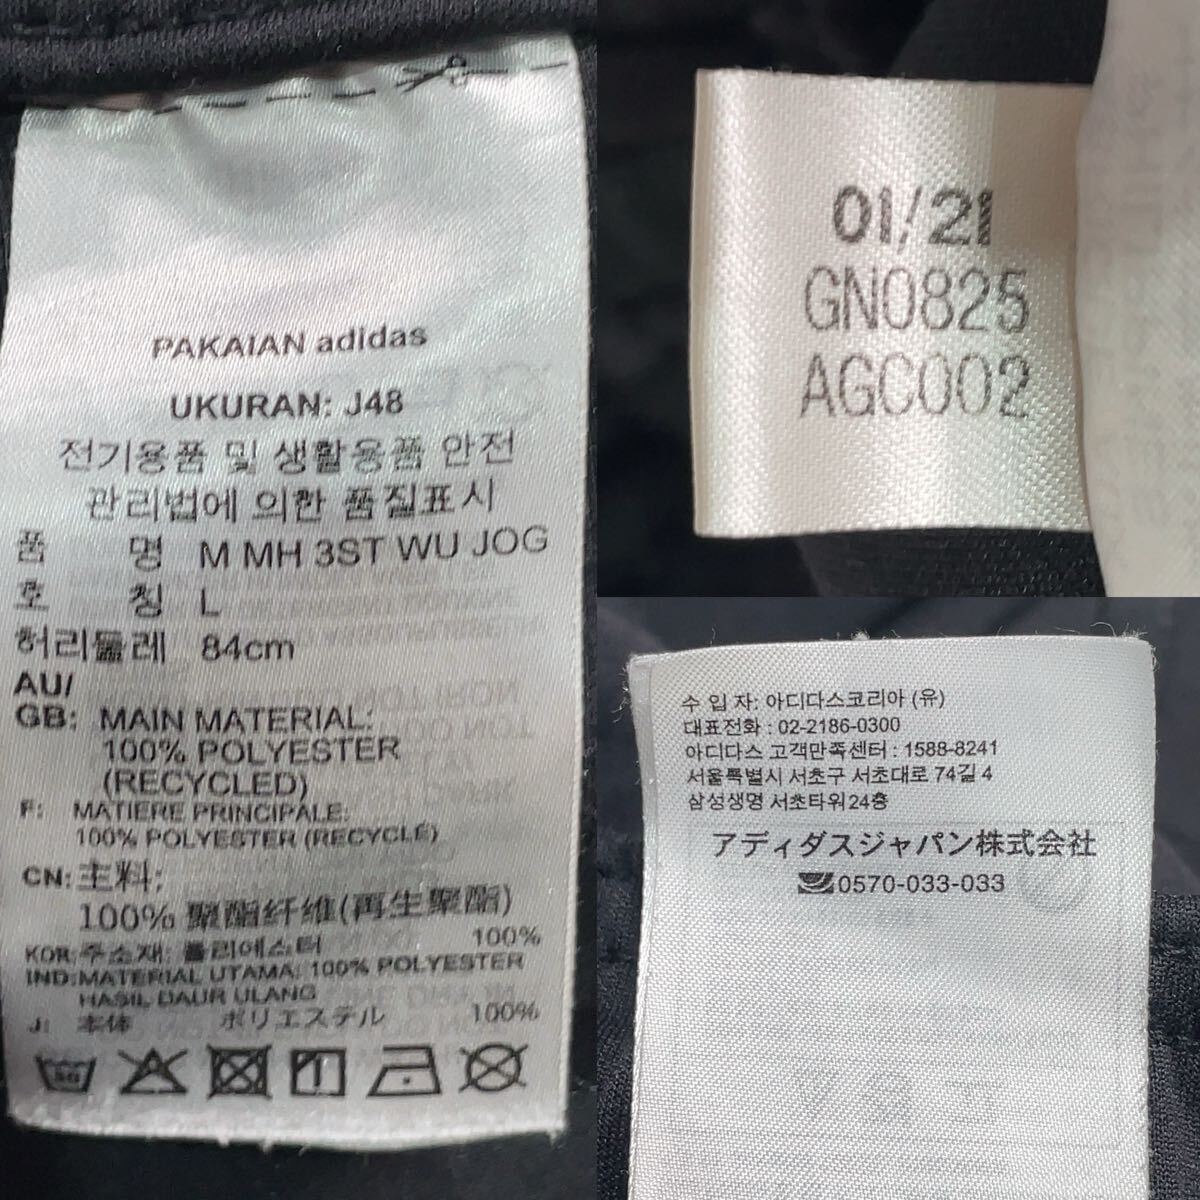 PAKAIAN adidas
UKURAN: J48
전기용품 및 생활용품 안전
관리법에 의한 품질표시
품 명 M MH 3ST WU JOG
호 칭 L
허리둘레 84cm
AU/
GB: MAIN MATERIAL:
100% POLYESTER
(RECYCLED)
F: MATIERE PRINCIPALE:
100% POLYESTER (RECYCLÉ)
CN: 主料:
100% 聚酯纤维(再生聚酯)
KOR: 주소재: 폴리에스터 100%
IND: MATERIAL UTAMA: 100% POLYESTER
HASIL DAUR ULANG
J: 本体 ポリエステル 100%
01/21
GN0825
AGC002
수 입 자: 아디다스코리아 (유)
대표전화 : 02-2186-0300
아디다스 고객만족센터 : 1588-8241
서울특별시 서초구 서초대로 74길 4
삼성생명 서초타워 24층
アディダスジャパン株式会社
0570-033-033